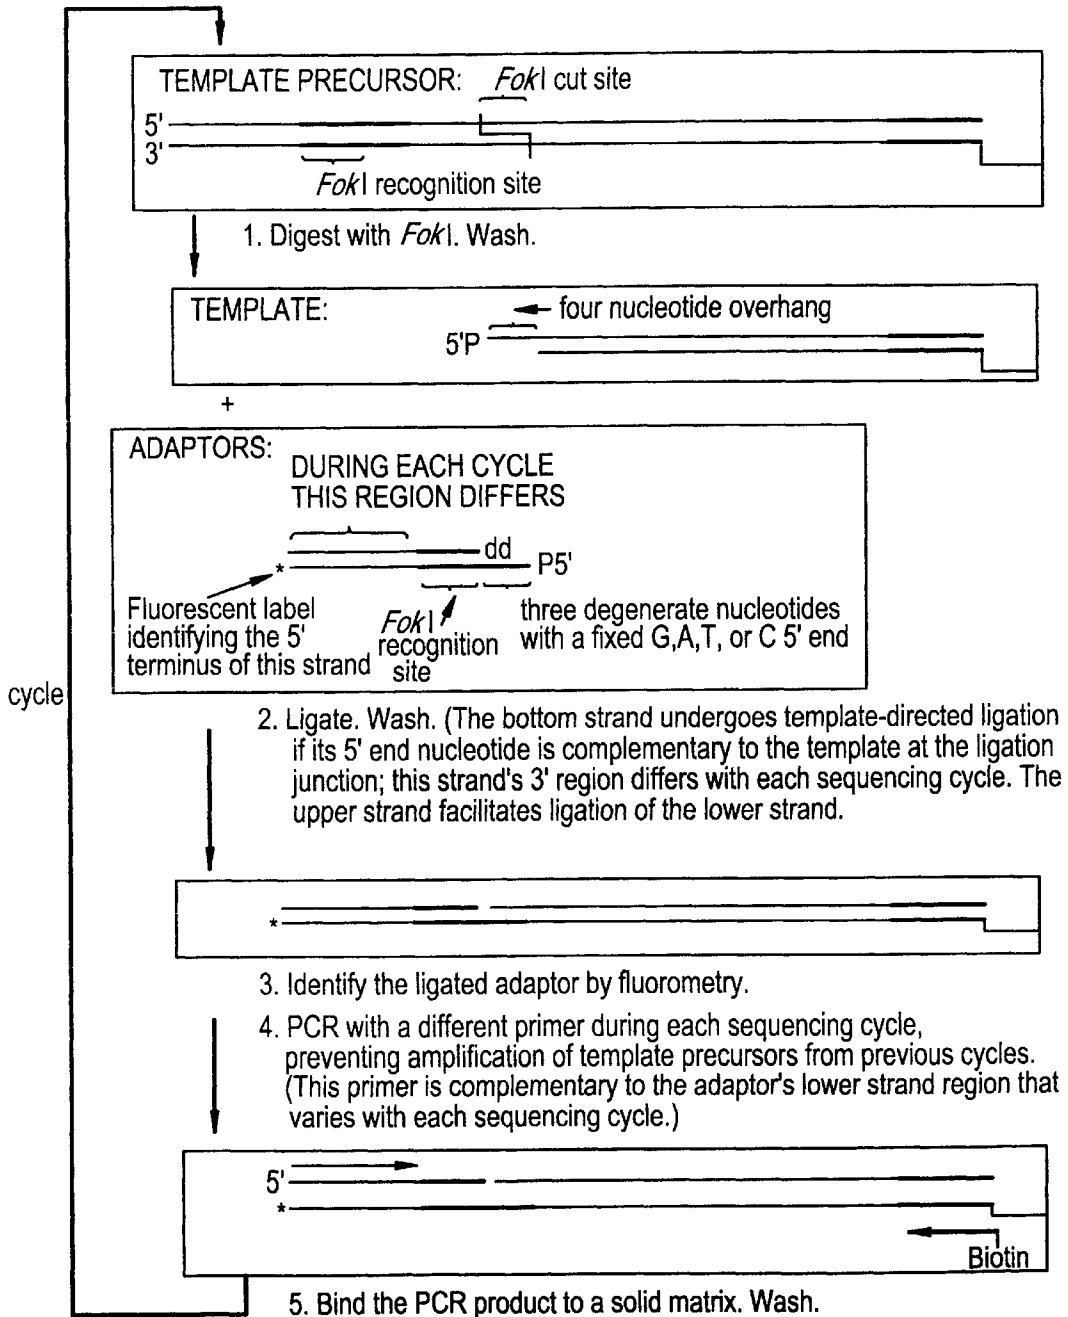 TEMPLATE PRECURSOR: FokI cut site
5'
3'
FokI recognition site
1. Digest with FokI. Wash.
TEMPLATE:
four nucleotide overhang
5'P
+
ADAPTORS:
DURING EACH CYCLE
THIS REGION DIFFERS
dd
* P5'
Fluorescent label
identifying the 5'
terminus of this strand
FokI
recognition
site
three degenerate nucleotides
with a fixed G,A,T, or C 5' end
cycle
2. Ligate. Wash. (The bottom strand undergoes template-directed ligation
if its 5' end nucleotide is complementary to the template at the ligation
junction; this strand's 3' region differs with each sequencing cycle. The
upper strand facilitates ligation of the lower strand.
*
3. Identify the ligated adaptor by fluorometry.
4. PCR with a different primer during each sequencing cycle,
preventing amplification of template precursors from previous cycles.
(This primer is complementary to the adaptor's lower strand region that
varies with each sequencing cycle.)
5'
*
Biotin
5. Bind the PCR product to a solid matrix. Wash.